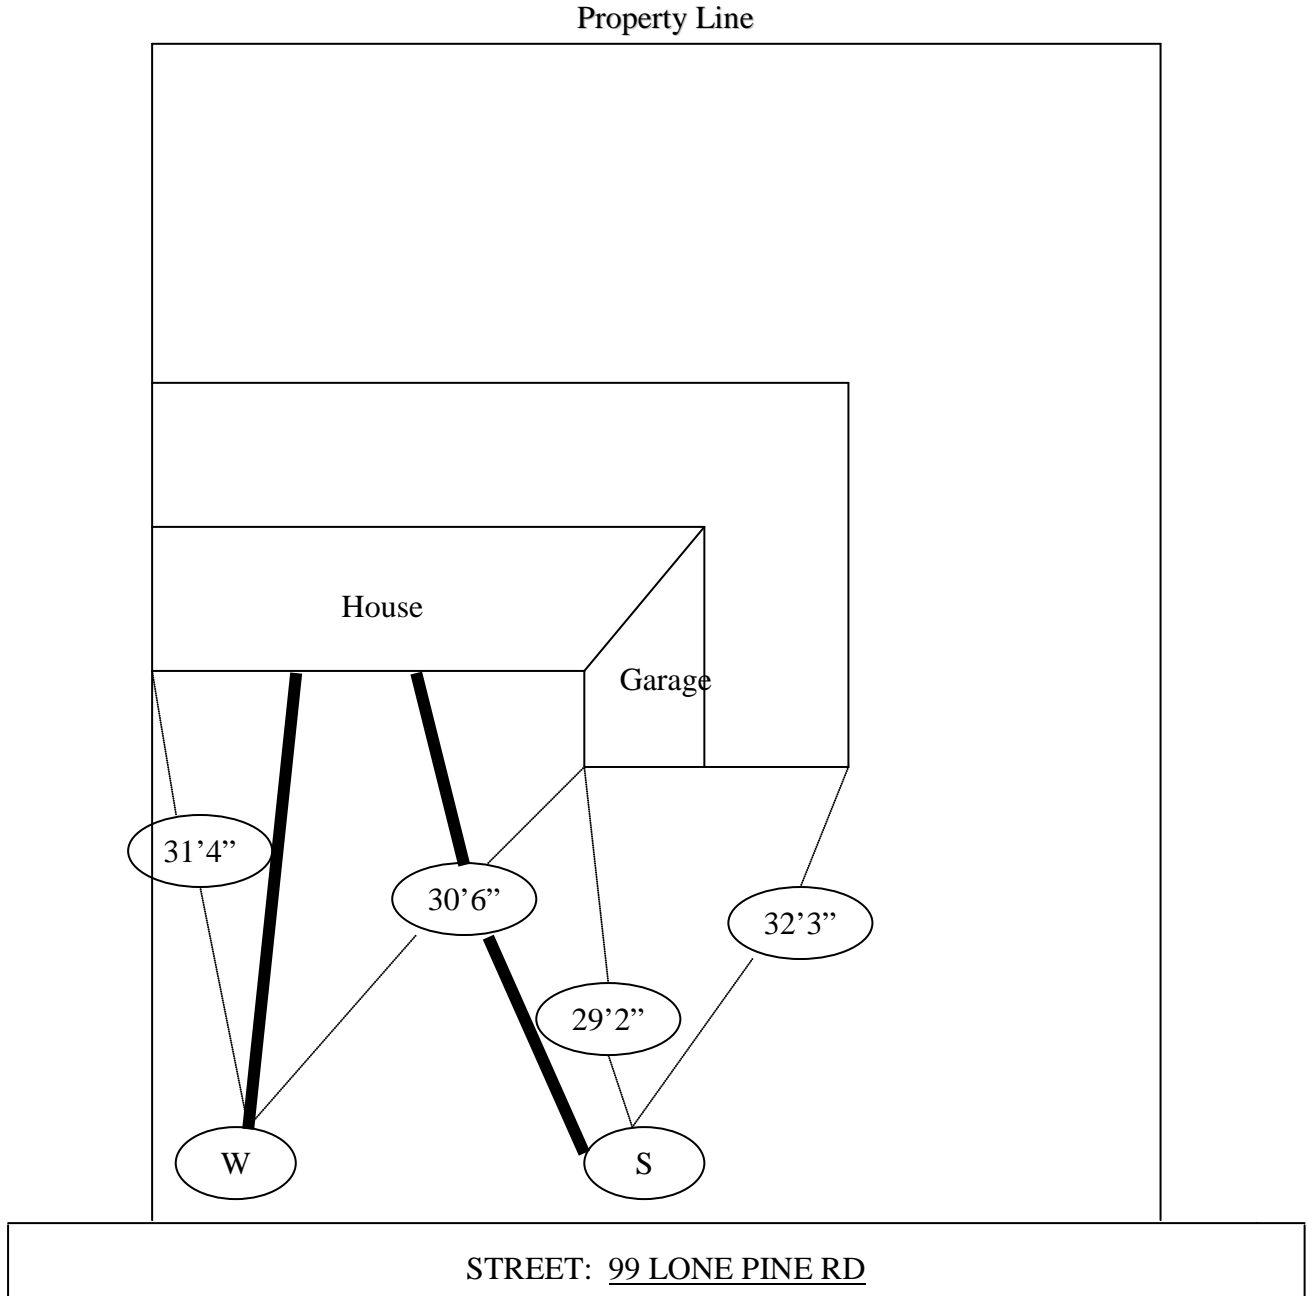 Property Line
House
Garage
31’4”
30’6”
32’3”
29’2”
W
S
STREET: 99 LONE PINE RD